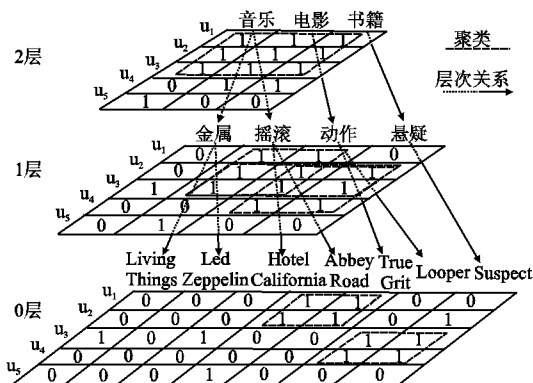 音乐 电影 书籍
2层
u1 1 1 1
u2
u3 1 1 1
u4 0 1 1
u5 1 0 0
聚类
层次关系
金属 摇滚 动作 悬疑
1层
u1 0 1 1 0
u2 0
u3 1 1 1 1
u4 0 0 1 1
u5 0 1 0 0
Living Things
Led Zeppelin
Hotel California
Abbey Road
True Grit
Looper
Suspect
0层
u1 0 0 0 1 1
u2 0 0 0 1 1 0 1
u3 1 0 1 0 0 1 1
u4 0 0 0 0 0 1 1
u5 0 0 0 1 0 0 0